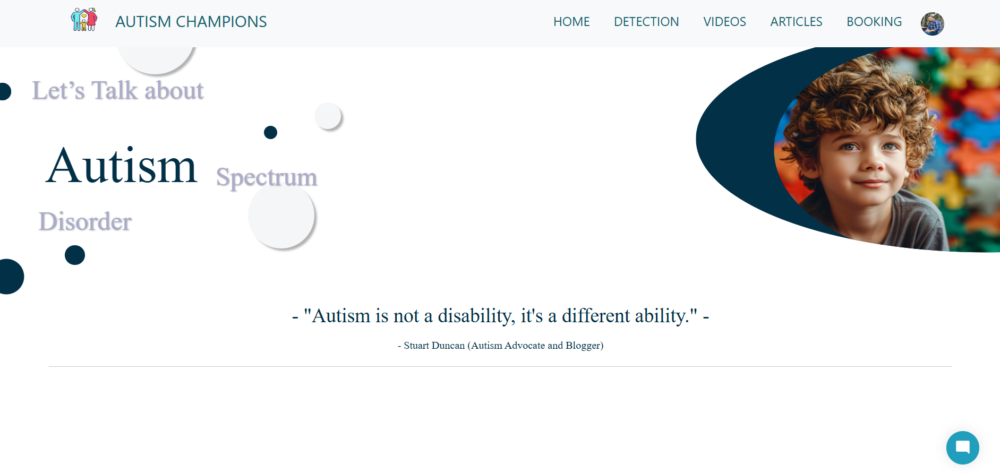 AUTISM CHAMPIONS
HOME DETECTION VIDEOS ARTICLES BOOKING
Let’s Talk about
Autism Spectrum
Disorder
- "Autism is not a disability, it's a different ability." -
- Stuart Duncan (Autism Advocate and Blogger)